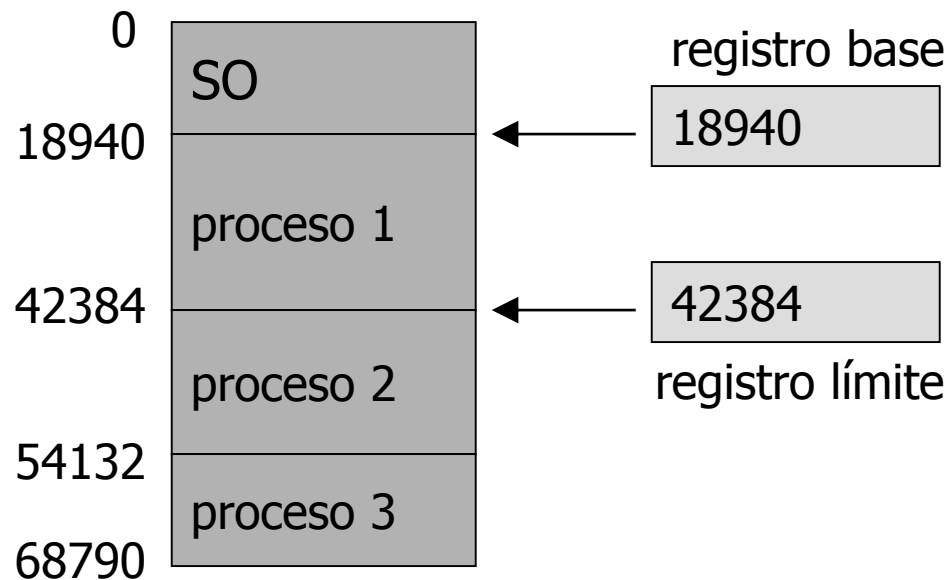 0
SO
registro base
18940
18940
proceso 1
42384
42384
registro límite
proceso 2
54132
proceso 3
68790